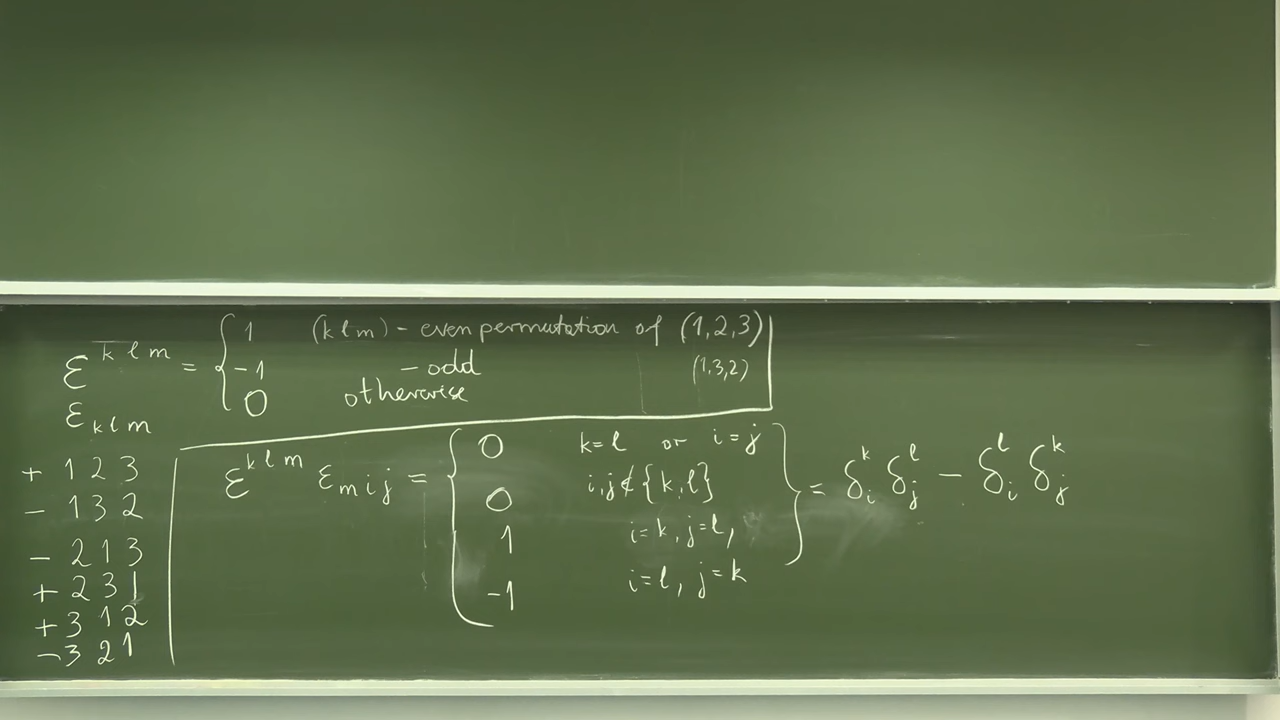 ε^{klm} = { 1 (klm) - even permutation of (1,2,3)
-1 - odd (1,3,2)
0 otherwise
ε_{klm}
+ 1 2 3
- 1 3 2
- 2 1 3
+ 2 3 1
+ 3 1 2
- 3 2 1
ε^{klm} ε_{mij} = { 0 k=l or i=j
0 i,j∉{k,l}
1 i=k, j=l,
-1 i=l, j=k
} = δ^k_i δ^l_j - δ^l_i δ^k_j